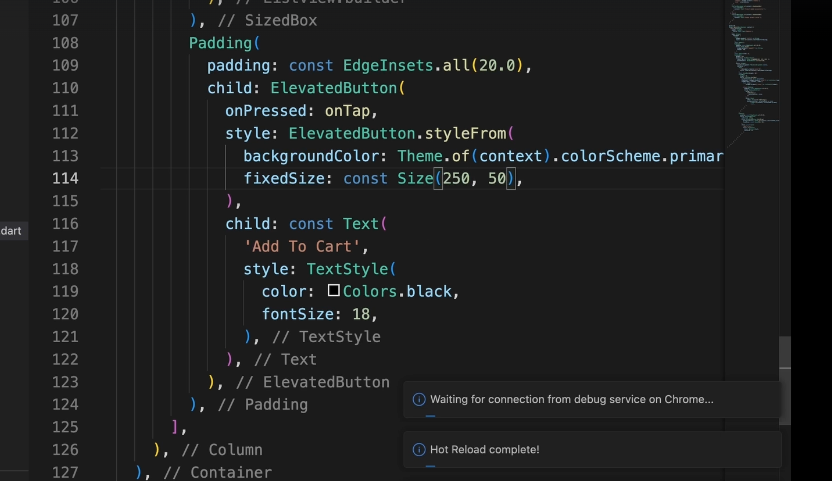 106 ), // ListView.builder
107 ), // SizedBox
108 Padding(
109 padding: const EdgeInsets.all(20.0),
110 child: ElevatedButton(
111 onPressed: onTap,
112 style: ElevatedButton.styleFrom(
113 backgroundColor: Theme.of(context).colorScheme.primar
114 fixedSize: const Size(250, 50),
115 ),
dart
116 child: const Text(
117 'Add To Cart',
118 style: TextStyle(
119 color: Colors.black,
120 fontSize: 18,
121 ), // TextStyle
122 ), // Text
123 ), // ElevatedButton
124 ), // Padding
125 ],
126 ), // Column
127 ), // Container
Waiting for connection from debug service on Chrome...
Hot Reload complete!